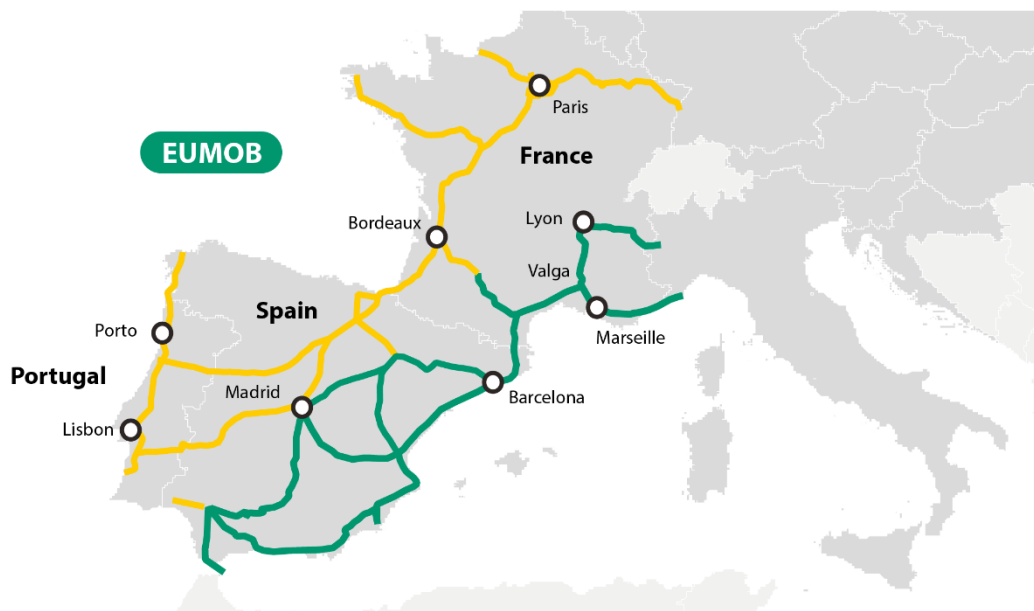 Paris
EUMOB
France
Bordeaux
Lyon
Valga
Spain
Porto
Marseille
Portugal
Madrid
Barcelona
Lisbon